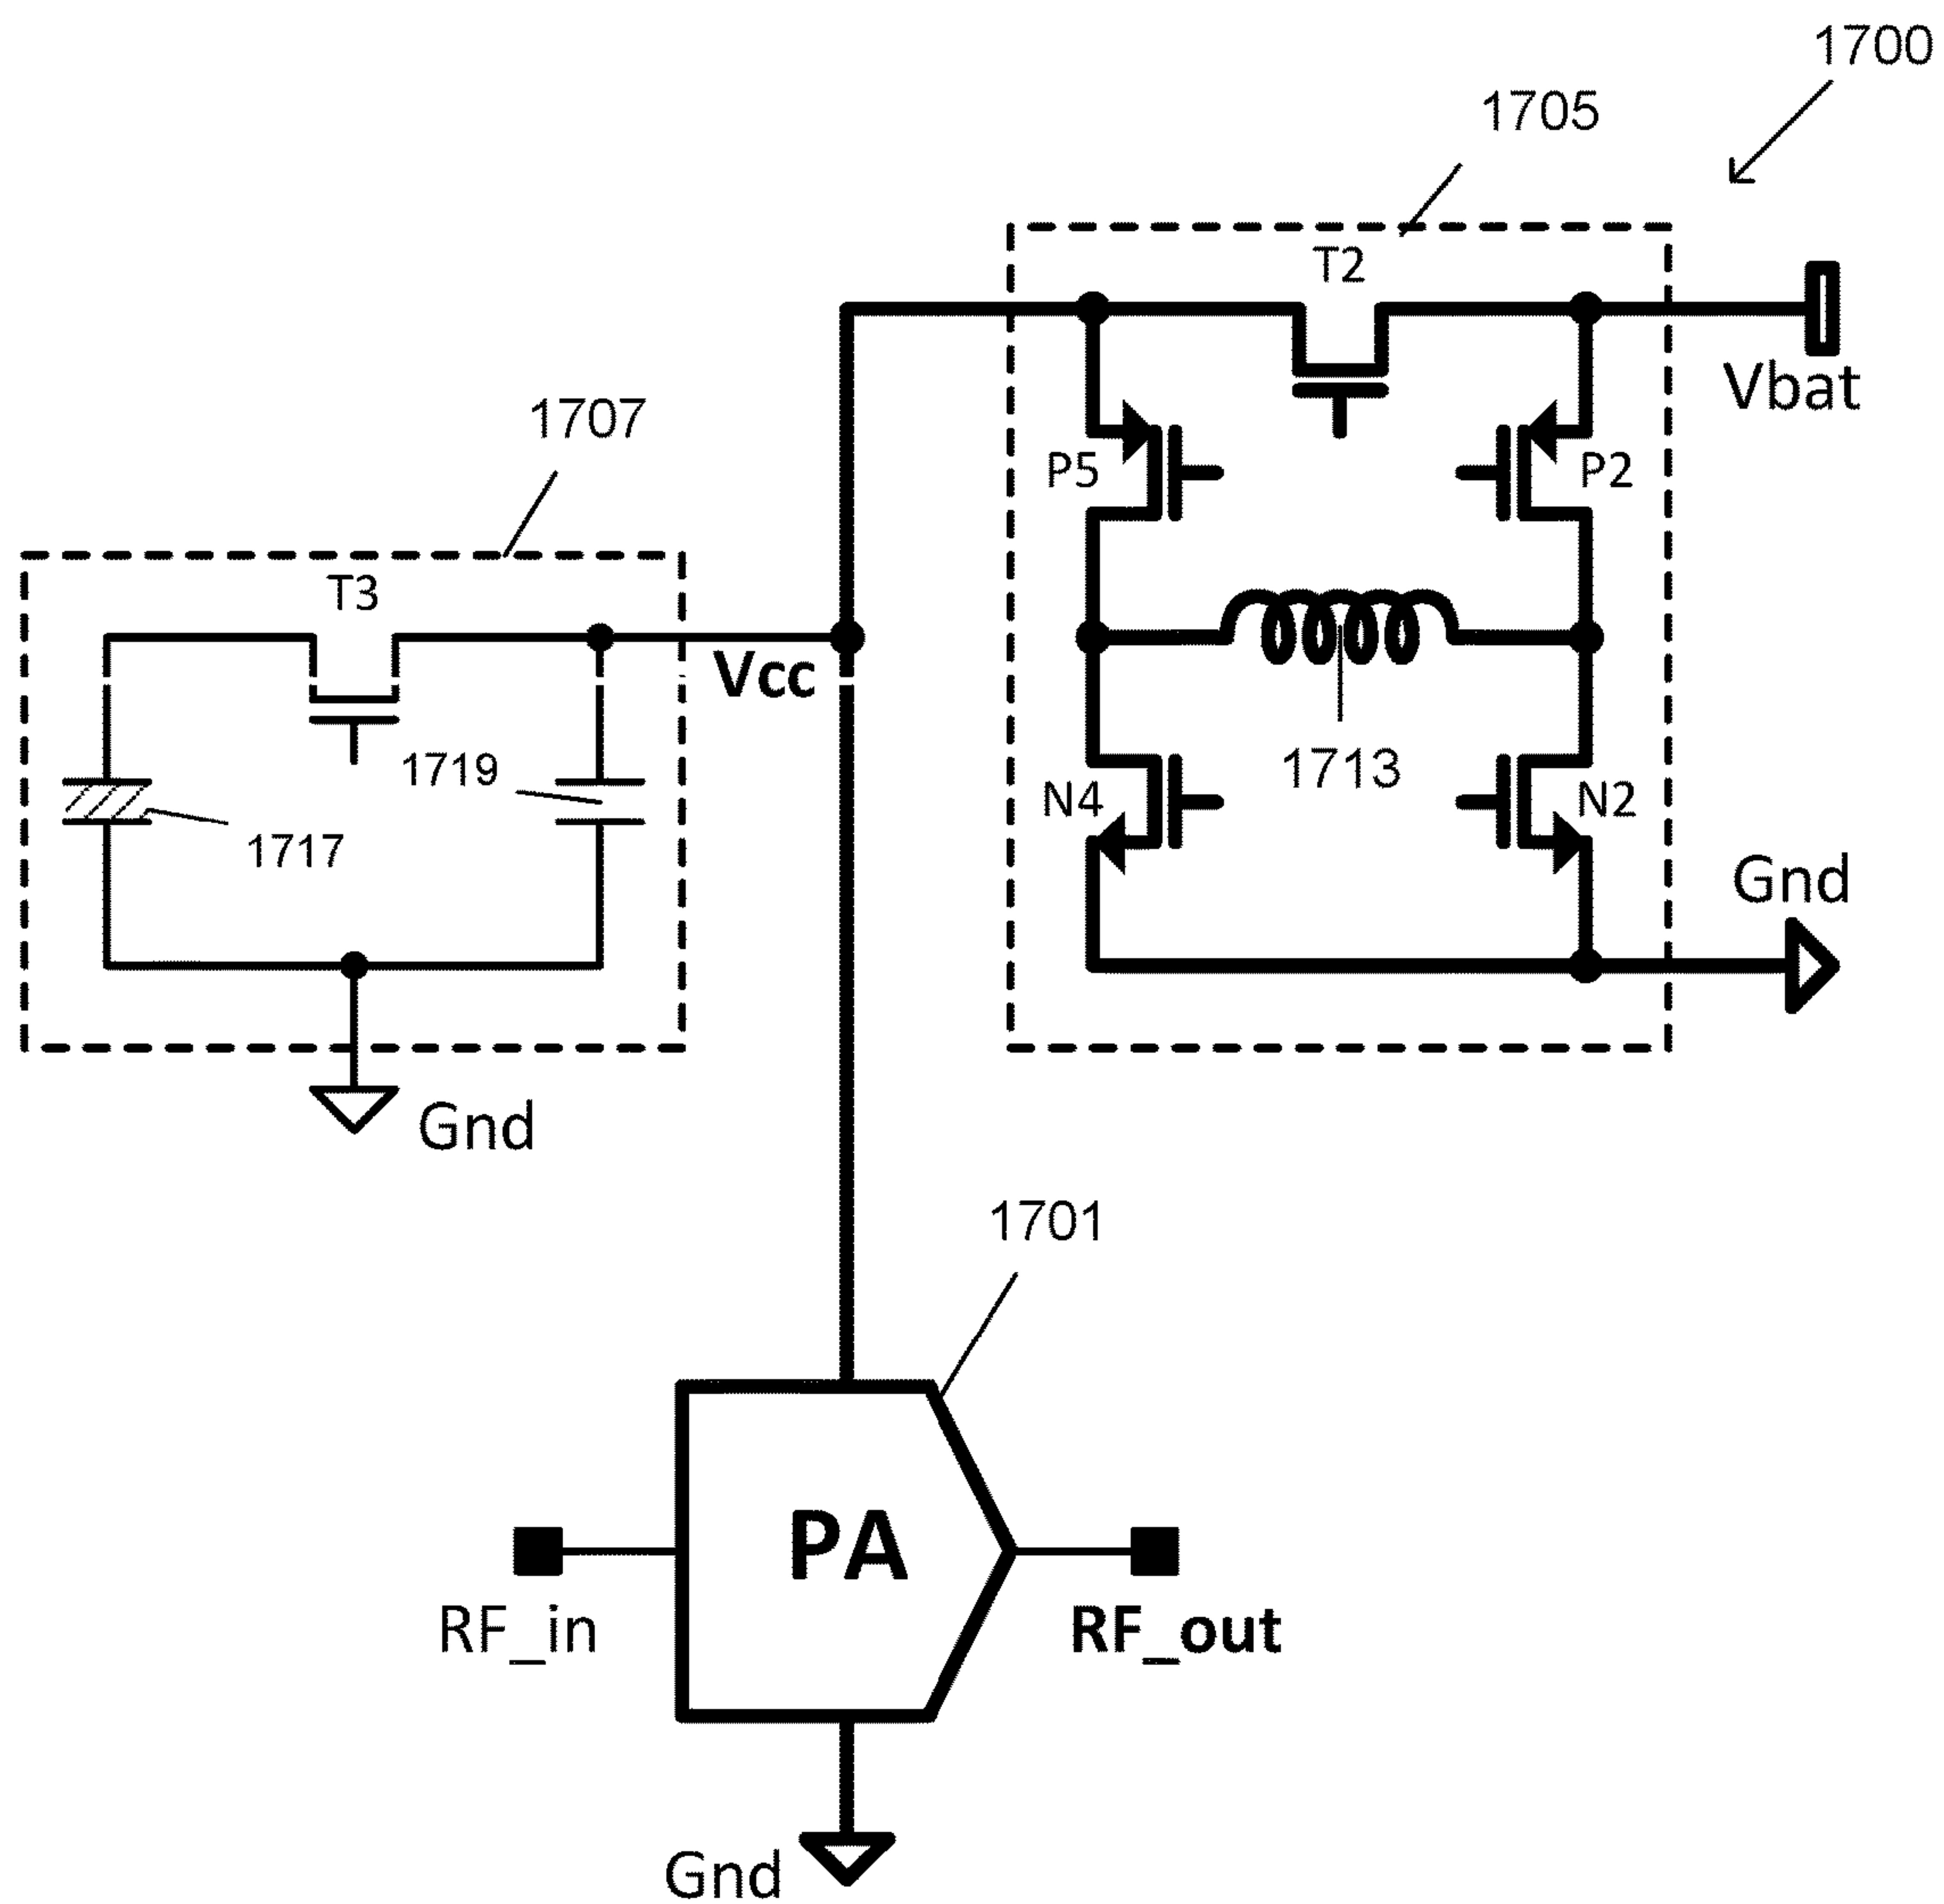 1700
1705
T2
Vbat
1707
P5
P2
T3
Vcc
1719
1713
N4
N2
1717
Gnd
Gnd
1701
PA
RF_in
RF_out
Gnd